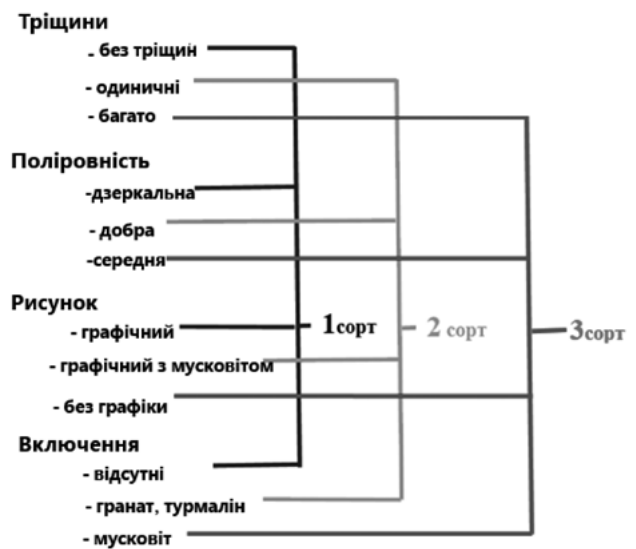 Тріщини
- без тріщин
- одиничні
- багато
Поліровність
-дзеркальна
- добра
-середня
Рисунок
- графічний
1сорт
2 сорт
3сорт
- графічний з мусковітом
- без графіки
Включення
- відсутні
- гранат, турмалін
- мусковіт